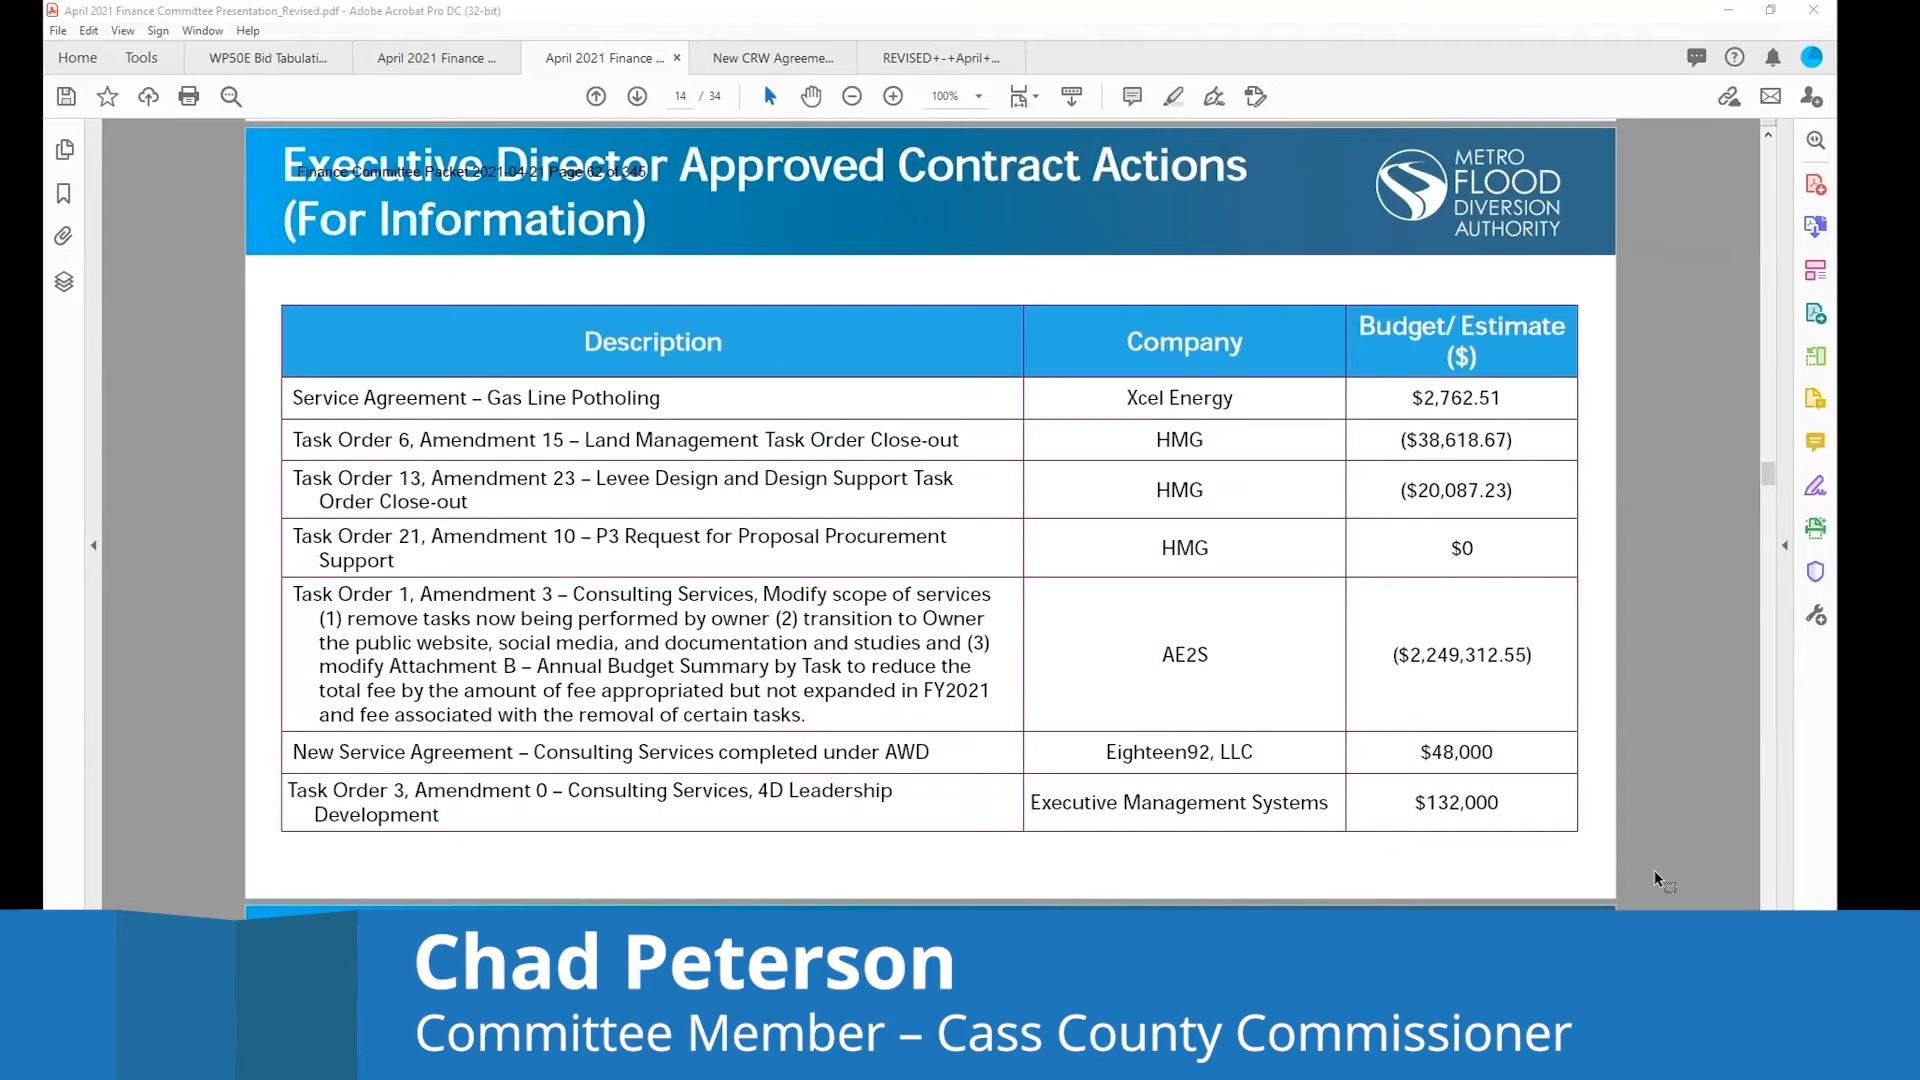 April 2021 Finance Committee Presentation_Revised.pdf - Adobe Acrobat Pro DC (32-bit)
File Edit View Sign Window Help
Home Tools WP50E Bid Tabulati... April 2021 Finance ... April 2021 Finance ... × New CRW Agreeme... REVISED+-+April+...
14 / 34 100%
Executive Director Approved Contract Actions
Finance Committee Packet 2021-04-21 Page 62 of 345
(For Information)
METRO
FLOOD
DIVERSION
AUTHORITY
Description Company Budget/ Estimate
($)
Service Agreement – Gas Line Potholing Xcel Energy $2,762.51
Task Order 6, Amendment 15 – Land Management Task Order Close-out HMG ($38,618.67)
Task Order 13, Amendment 23 – Levee Design and Design Support Task
Order Close-out HMG ($20,087.23)
Task Order 21, Amendment 10 – P3 Request for Proposal Procurement
Support HMG $0
Task Order 1, Amendment 3 – Consulting Services, Modify scope of services
(1) remove tasks now being performed by owner (2) transition to Owner
the public website, social media, and documentation and studies and (3)
modify Attachment B – Annual Budget Summary by Task to reduce the
total fee by the amount of fee appropriated but not expanded in FY2021
and fee associated with the removal of certain tasks.
AE2S ($2,249,312.55)
New Service Agreement – Consulting Services completed under AWD Eighteen92, LLC $48,000
Task Order 3, Amendment 0 – Consulting Services, 4D Leadership
Development Executive Management Systems $132,000
Chad Peterson
Committee Member – Cass County Commissioner